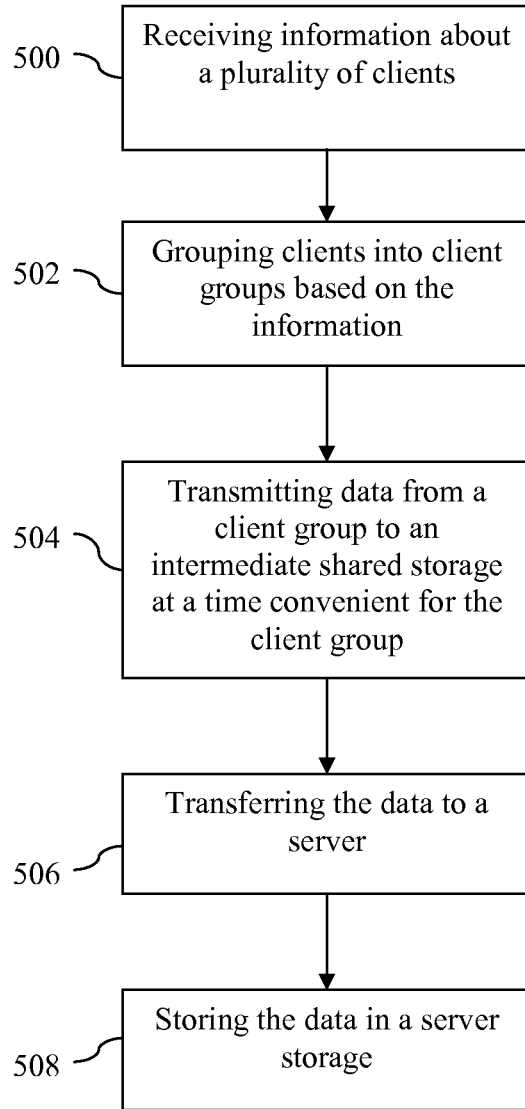 500
Receiving information about
a plurality of clients
502
Grouping clients into client
groups based on the
information
504
Transmitting data from a
client group to an
intermediate shared storage
at a time convenient for the
client group
506
Transferring the data to a
server
508
Storing the data in a server
storage